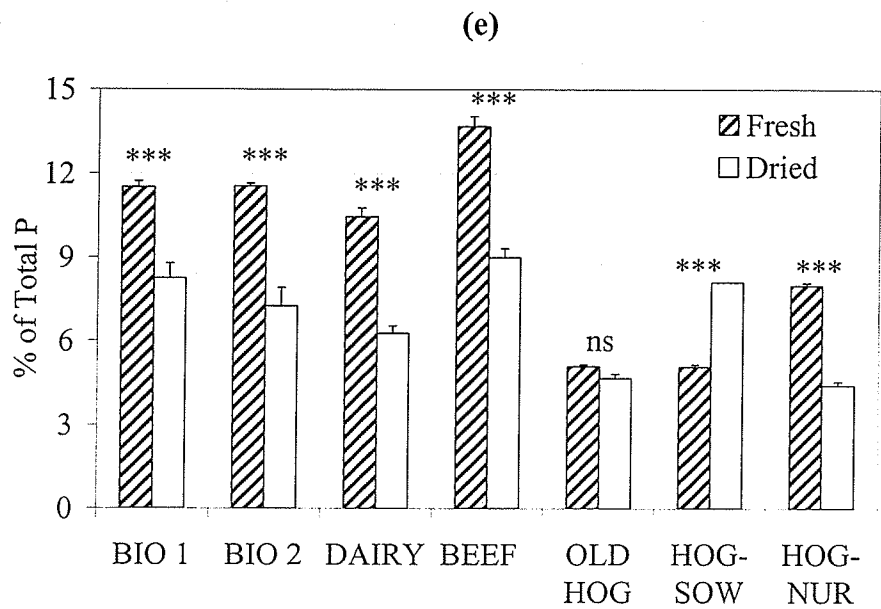 (e)
15
12
9
6
3
0
% of Total P
*** *** *** *** ns *** ***
Fresh
Dried
BIO 1 BIO 2 DAIRY BEEF OLD HOG- HOG-
HOG SOW NUR